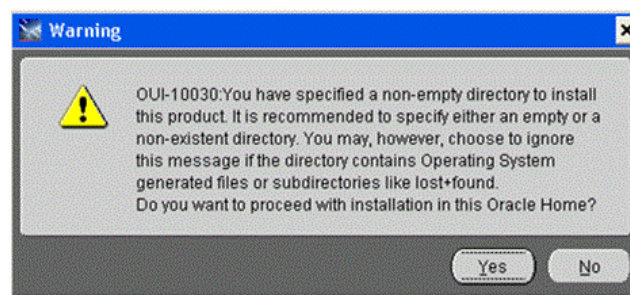 Warning
OUI-10030:You have specified a non-empty directory to install
this product. It is recommended to specify either an empty or a
non-existent directory. You may, however, choose to ignore
this message if the directory contains Operating System
generated files or subdirectories like lost+found.
Do you want to proceed with installation in this Oracle Home?
Yes
No